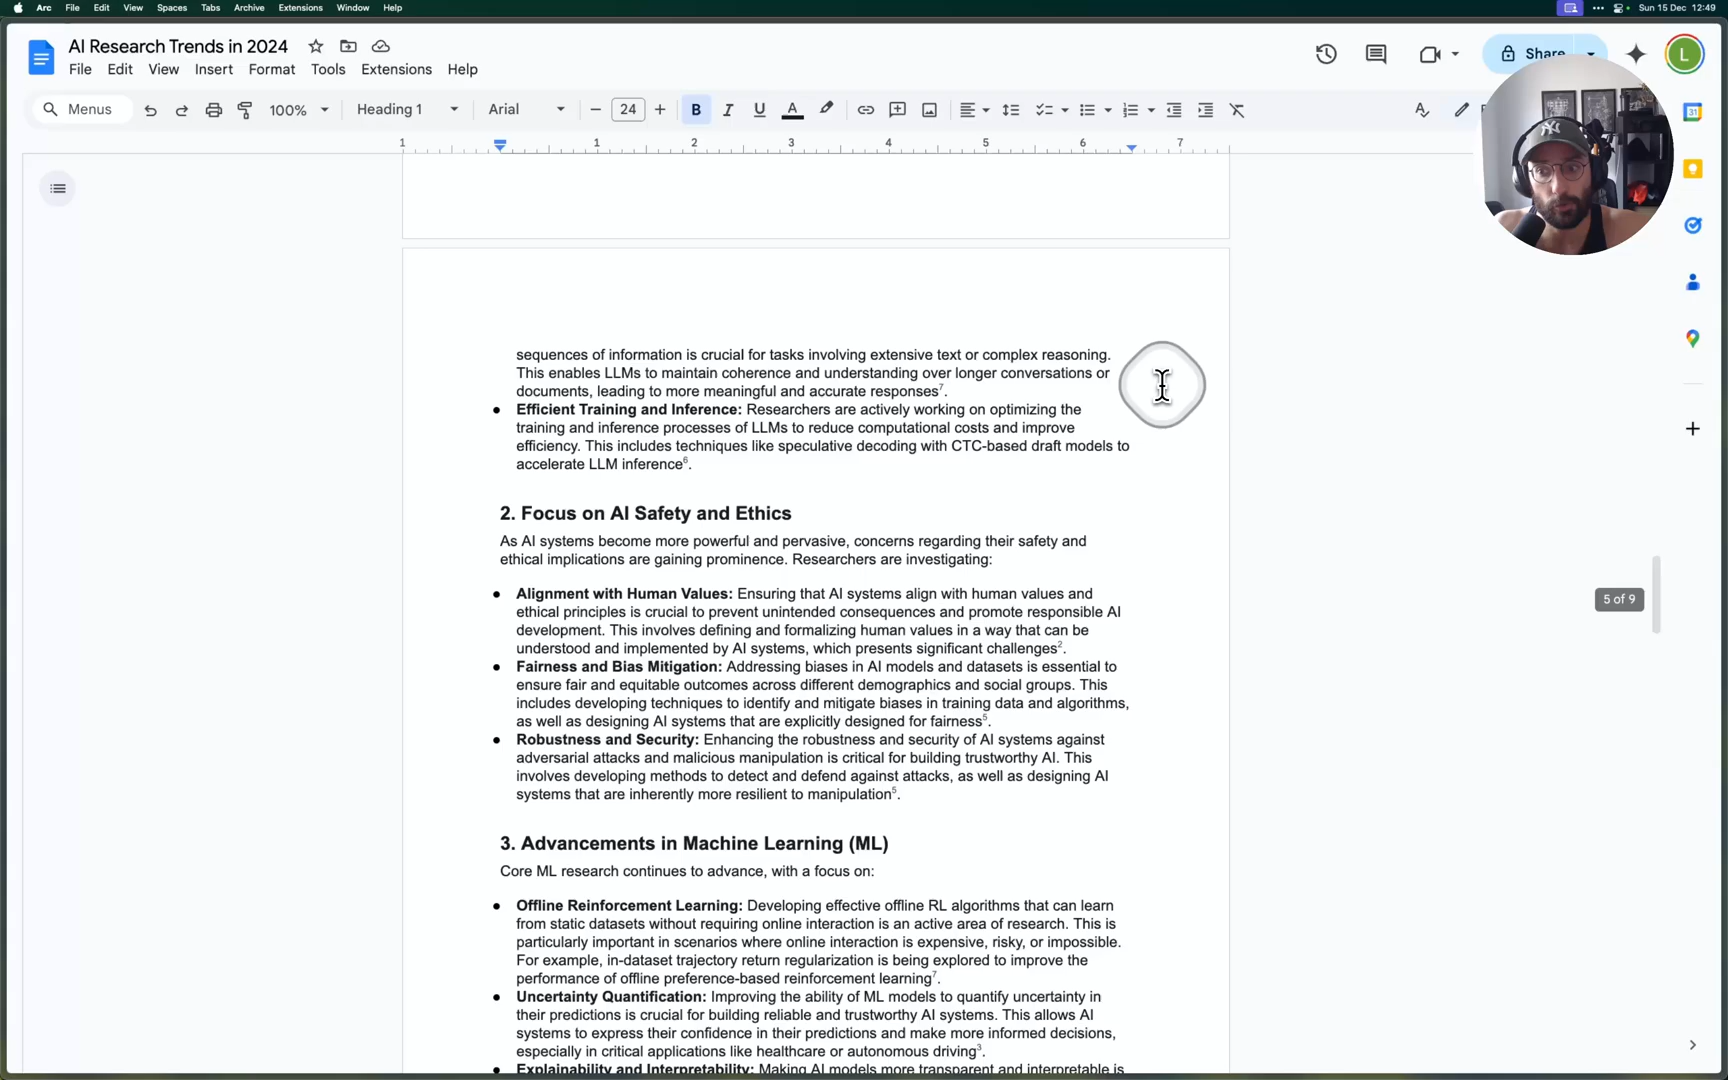 Arc File Edit View Spaces Tabs Archive Extensions Window Help
Sun 15 Dec 12:49
AI Research Trends in 2024
Share
L
File Edit View Insert Format Tools Extensions Help
Menus 100% Heading 1 Arial 24 B I U A
1 1 2 3 4 5 6 7
31
sequences of information is crucial for tasks involving extensive text or complex reasoning.
This enables LLMs to maintain coherence and understanding over longer conversations or
documents, leading to more meaningful and accurate responses7.
● Efficient Training and Inference: Researchers are actively working on optimizing the
training and inference processes of LLMs to reduce computational costs and improve
efficiency. This includes techniques like speculative decoding with CTC-based draft models to
accelerate LLM inference6.
2. Focus on AI Safety and Ethics
As AI systems become more powerful and pervasive, concerns regarding their safety and
ethical implications are gaining prominence. Researchers are investigating:
● Alignment with Human Values: Ensuring that AI systems align with human values and
ethical principles is crucial to prevent unintended consequences and promote responsible AI
development. This involves defining and formalizing human values in a way that can be
understood and implemented by AI systems, which presents significant challenges2.
● Fairness and Bias Mitigation: Addressing biases in AI models and datasets is essential to
ensure fair and equitable outcomes across different demographics and social groups. This
includes developing techniques to identify and mitigate biases in training data and algorithms,
as well as designing AI systems that are explicitly designed for fairness5.
● Robustness and Security: Enhancing the robustness and security of AI systems against
adversarial attacks and malicious manipulation is critical for building trustworthy AI. This
involves developing methods to detect and defend against attacks, as well as designing AI
systems that are inherently more resilient to manipulation5.
5 of 9
3. Advancements in Machine Learning (ML)
Core ML research continues to advance, with a focus on:
● Offline Reinforcement Learning: Developing effective offline RL algorithms that can learn
from static datasets without requiring online interaction is an active area of research. This is
particularly important in scenarios where online interaction is expensive, risky, or impossible.
For example, in-dataset trajectory return regularization is being explored to improve the
performance of offline preference-based reinforcement learning7.
● Uncertainty Quantification: Improving the ability of ML models to quantify uncertainty in
their predictions is crucial for building reliable and trustworthy AI systems. This allows AI
systems to express their confidence in their predictions and make more informed decisions,
especially in critical applications like healthcare or autonomous driving3.
● Explainability and Interpretability: Making AI models more transparent and interpretable is